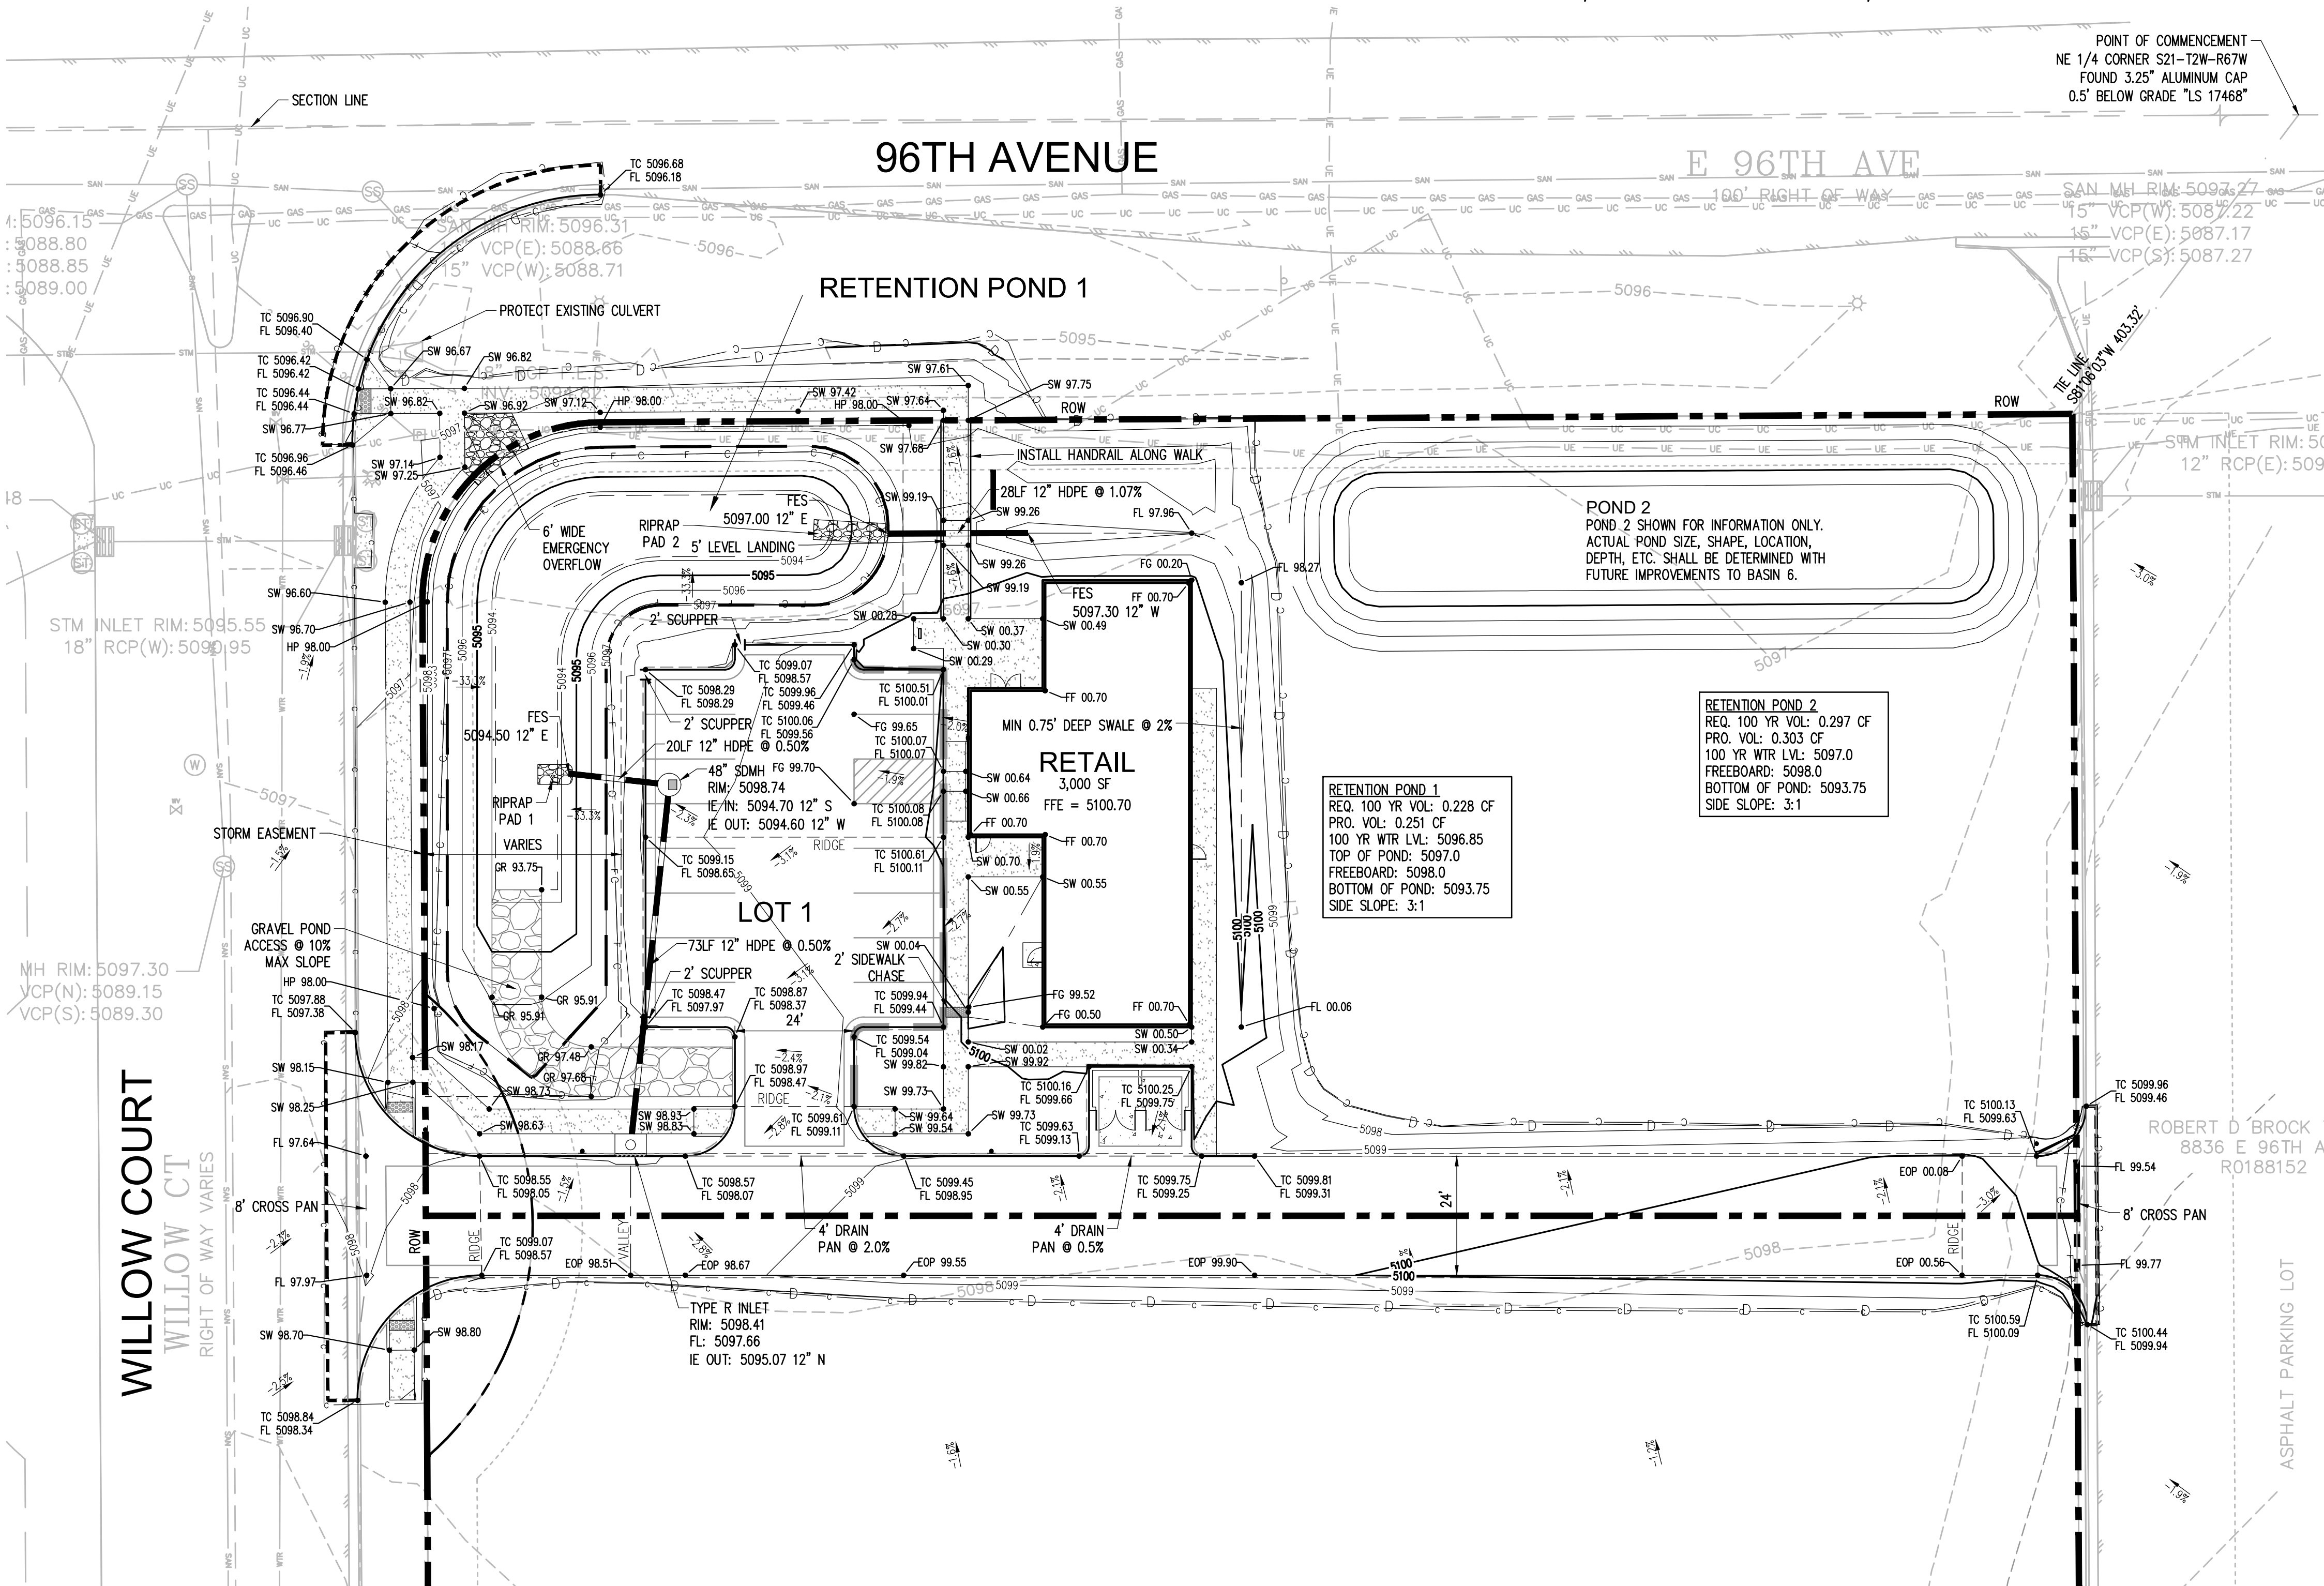 POINT OF COMMENCEMENT
NE 1/4 CORNER S21-T2W-R67W
FOUND 3.25" ALUMINUM CAP
0.5' BELOW GRADE "LS 17468"
SECTION LINE
96TH AVENUE
E 96TH AVE
100' RIGHT OF WAY
SAN MH RIM: 5097.27
15" VCP(W): 5087.22
15" VCP(E): 5087.17
15" VCP(S): 5087.27
TC 5096.68
FL 5096.18
SAN MH RIM: 5096.31
VCP(E): 5088.66
15" VCP(W): 5088.71
5096
RETENTION POND 1
PROTECT EXISTING CULVERT
TC 5096.90
FL 5096.40
TC 5096.42
FL 5096.42
TC 5096.44
FL 5096.44
SW 96.77
TC 5096.96
FL 5096.46
SW 96.67
SW 96.82
SW 96.82
SW 96.92
SW 97.12
HP 98.00
SW 97.42
HP 98.00
SW 97.61
SW 97.64
SW 97.75
SW 97.68
SW 97.14
SW 97.25
5096
5095
ROW
ROW
TIE LINE
S81°06'03"W 403.32'
INSTALL HANDRAIL ALONG WALK
28LF 12" HDPE @ 1.07%
SW 99.19
SW 99.26
FL 97.96
FES
5097.00 12" E
RIPRAP
PAD 2
5' LEVEL LANDING
6' WIDE
EMERGENCY
OVERFLOW
5094
5095
5096
5097
SW 99.26
SW 99.19
FG 00.20
FL 98.27
FF 00.70
FES
5097.30 12" W
SW 00.49
SW 00.37
SW 00.28
SW 00.30
SW 00.29
POND 2
POND 2 SHOWN FOR INFORMATION ONLY.
ACTUAL POND SIZE, SHAPE, LOCATION,
DEPTH, ETC. SHALL BE DETERMINED WITH
FUTURE IMPROVEMENTS TO BASIN 6.
SW 96.60
SW 96.70
HP 98.00
STM INLET RIM: 5095.55
18" RCP(W): 5090.95
2' SCUPPER
TC 5099.07
FL 5098.57
TC 5098.29
FL 5098.29
TC 5099.96
FL 5099.46
TC 5100.06
FL 5099.56
TC 5100.51
FL 5100.01
2' SCUPPER
20LF 12" HDPE @ 0.50%
FG 99.65
TC 5100.07
FL 5100.07
FF 00.70
MIN 0.75' DEEP SWALE @ 2%
RETAIL
3,000 SF
FFE = 5100.70
FES
5094.50 12" E
48" SDMH
RIM: 5098.74
IE IN: 5094.70 12" S
IE OUT: 5094.60 12" W
FG 99.70
TC 5100.08
FL 5100.08
SW 00.64
SW 00.66
FF 00.70
FF 00.70
RIPRAP
PAD 1
STORM EASEMENT
VARIES
GR 93.75
RIDGE
TC 5099.15
FL 5098.65
TC 5100.61
FL 5100.11
SW 00.70
SW 00.55
SW 00.55
RETENTION POND 2
REQ. 100 YR VOL: 0.297 CF
PRO. VOL: 0.303 CF
100 YR WTR LVL: 5097.0
FREEBOARD: 5098.0
BOTTOM OF POND: 5093.75
SIDE SLOPE: 3:1
RETENTION POND 1
REQ. 100 YR VOL: 0.228 CF
PRO. VOL: 0.251 CF
100 YR WTR LVL: 5096.85
TOP OF POND: 5097.0
FREEBOARD: 5098.0
BOTTOM OF POND: 5093.75
SIDE SLOPE: 3:1
LOT 1
73LF 12" HDPE @ 0.50%
GRAVEL POND
ACCESS @ 10%
MAX SLOPE
HP 98.00
TC 5097.88
FL 5097.38
MH RIM: 5097.30
VCP(N): 5089.15
VCP(S): 5089.30
2' SCUPPER
TC 5098.47
FL 5097.97
TC 5098.87
FL 5098.37
24'
SW 00.04
2' SIDEWALK
CHASE
TC 5099.94
FL 5099.44
FG 99.52
FG 00.50
FF 00.70
SW 00.50
SW 00.34
FL 00.06
GR 95.91
GR 95.91
GR 97.48
GR 97.68
SW 98.17
SW 98.15
SW 98.25
SW 98.73
SW 98.63
SW 98.93
SW 98.83
TC 5098.97
FL 5098.47
RIDGE
TC 5099.54
FL 5099.04
SW 99.82
SW 00.02
SW 99.92
SW 99.73
TC 5099.61
FL 5099.11
SW 99.64
SW 99.54
SW 99.73
TC 5100.16
FL 5099.66
TC 5100.25
FL 5099.75
TC 5099.63
FL 5099.13
TC 5100.13
FL 5099.63
TC 5099.96
FL 5099.46
ROBERT D BROCK
8836 E 96TH A
R0188152
FL 97.64
8' CROSS PAN
FL 97.97
TC 5098.55
FL 5098.05
TC 5098.57
FL 5098.07
TC 5099.45
FL 5098.95
TC 5099.75
FL 5099.25
TC 5099.81
FL 5099.31
24'
EOP 00.08
FL 99.54
8' CROSS PAN
ROW
RIDGE
VALLEY
4' DRAIN
PAN @ 2.0%
4' DRAIN
PAN @ 0.5%
RIDGE
TC 5099.07
FL 5098.57
EOP 98.51
EOP 98.67
EOP 99.55
EOP 99.90
EOP 00.56
FL 99.77
TYPE R INLET
RIM: 5098.41
FL: 5097.66
IE OUT: 5095.07 12" N
SW 98.70
SW 98.80
TC 5098.84
FL 5098.34
TC 5100.59
FL 5100.09
TC 5100.44
FL 5099.94
WILLOW COURT
WILLOW CT
RIGHT OF WAY VARIES
ASPHALT PARKING LOT